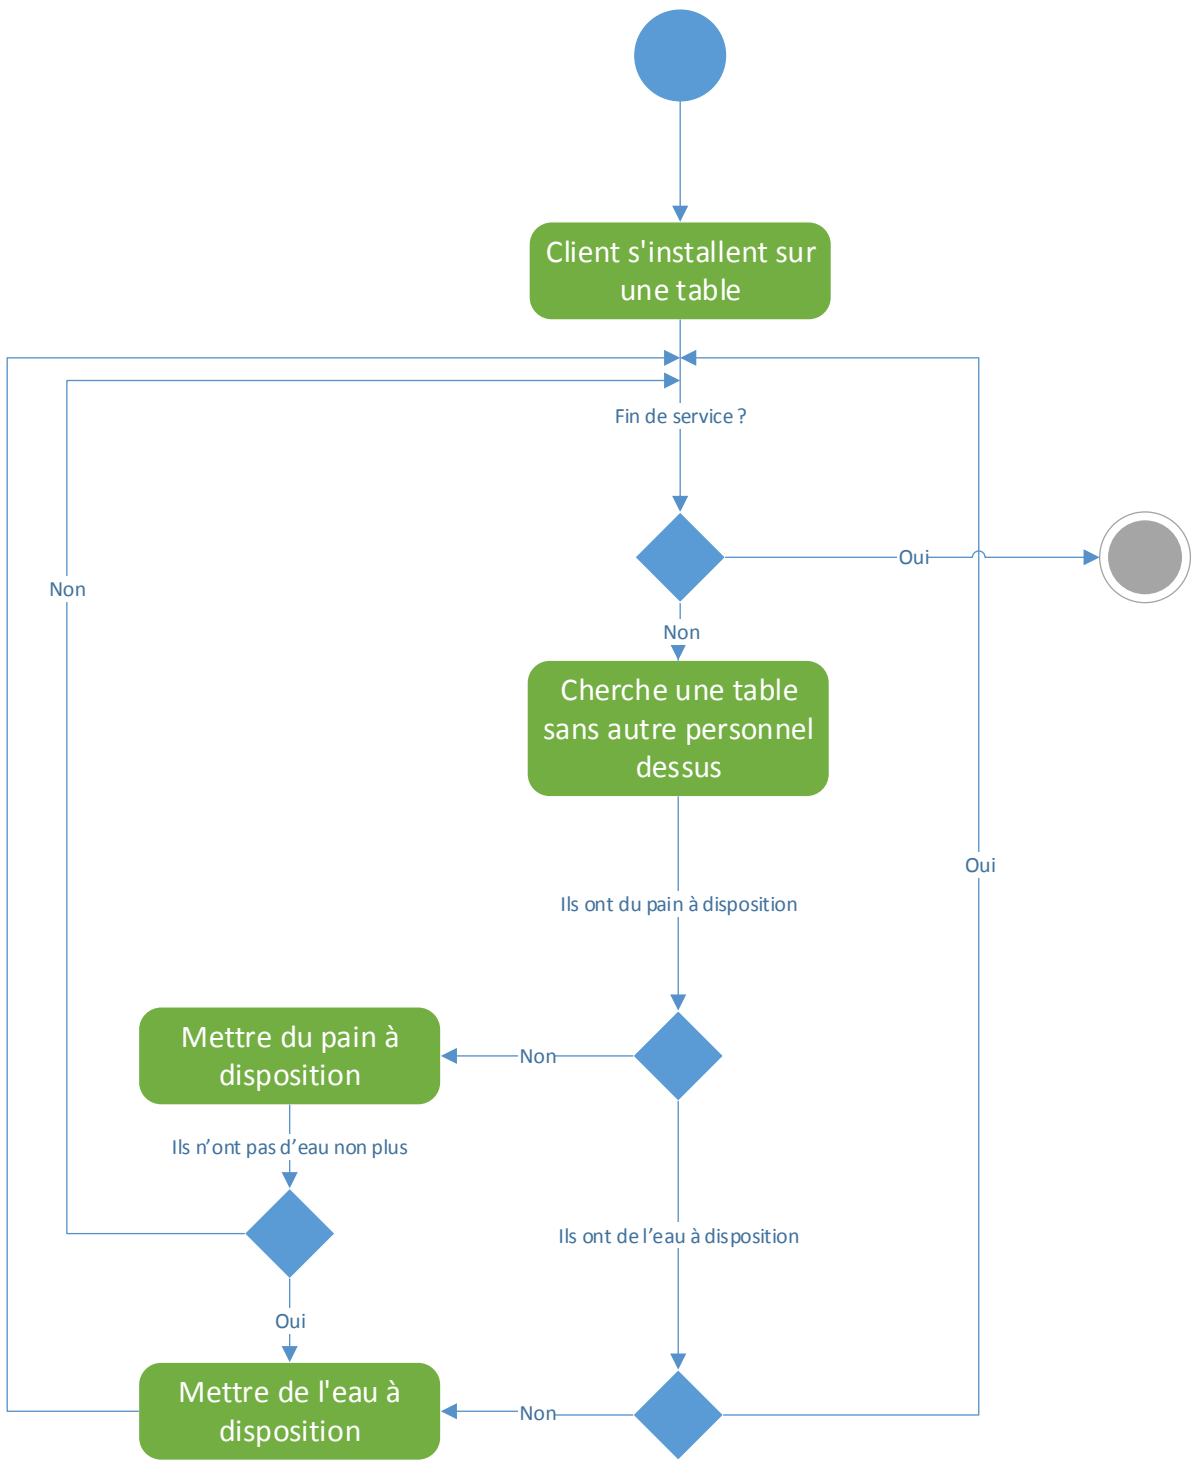 Client s'installent sur
une table
Fin de service ?
Oui
Non
Non
Cherche une table
sans autre personnel
dessus
Oui
Ils ont du pain à disposition
Mettre du pain à
disposition
Non
Ils n’ont pas d’eau non plus
Ils ont de l’eau à disposition
Oui
Mettre de l'eau à
disposition
Non